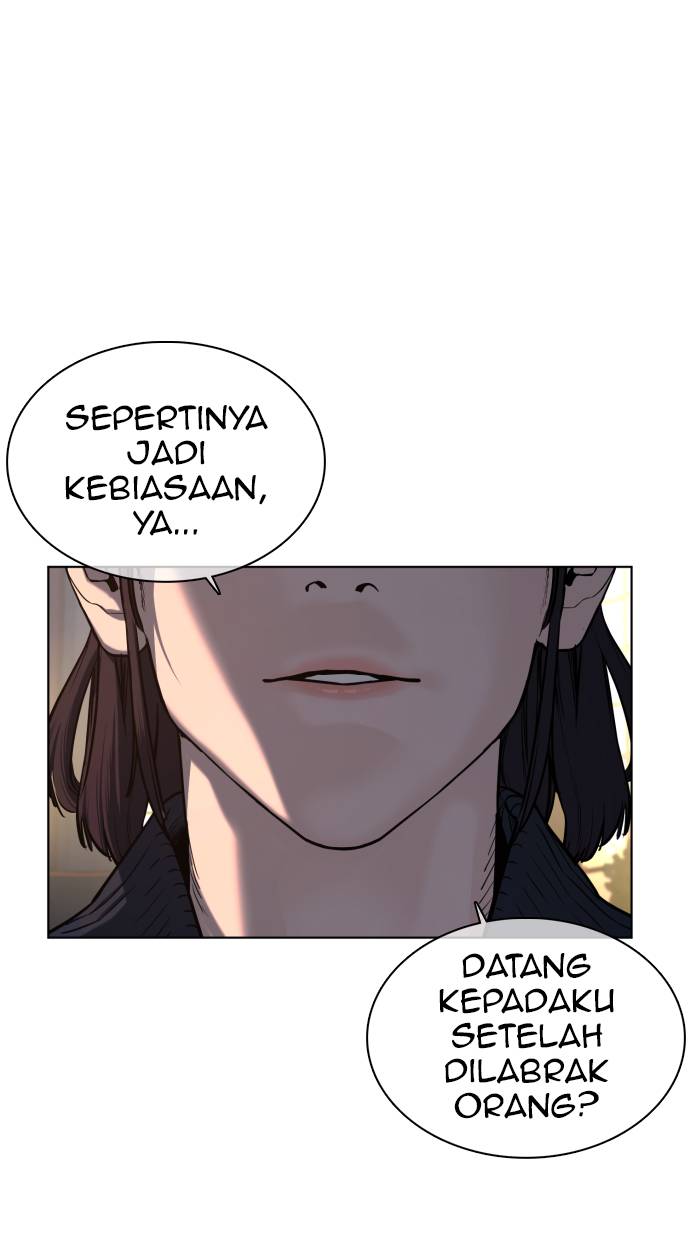 SEPERTINYA
JADI
KEBIASAAN,
YA...
DATANG
KEPADAKU
SETELAH
DILABRAK
ORANG?